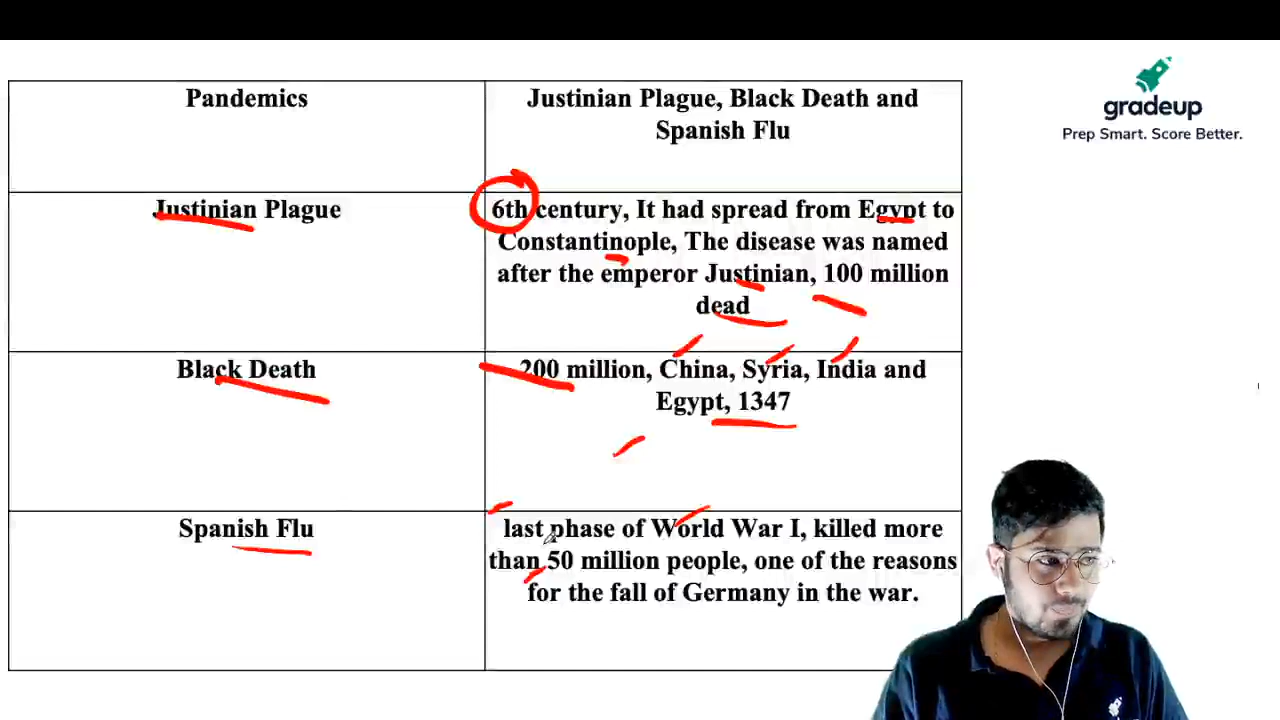 Pandemics
Justinian Plague, Black Death and
Spanish Flu
gradeup
Prep Smart. Score Better.
Justinian Plague
6th century, It had spread from Egypt to
Constantinople, The disease was named
after the emperor Justinian, 100 million
dead
Black Death
200 million, China, Syria, India and
Egypt, 1347
Spanish Flu
last phase of World War I, killed more
than 50 million people, one of the reasons
for the fall of Germany in the war.